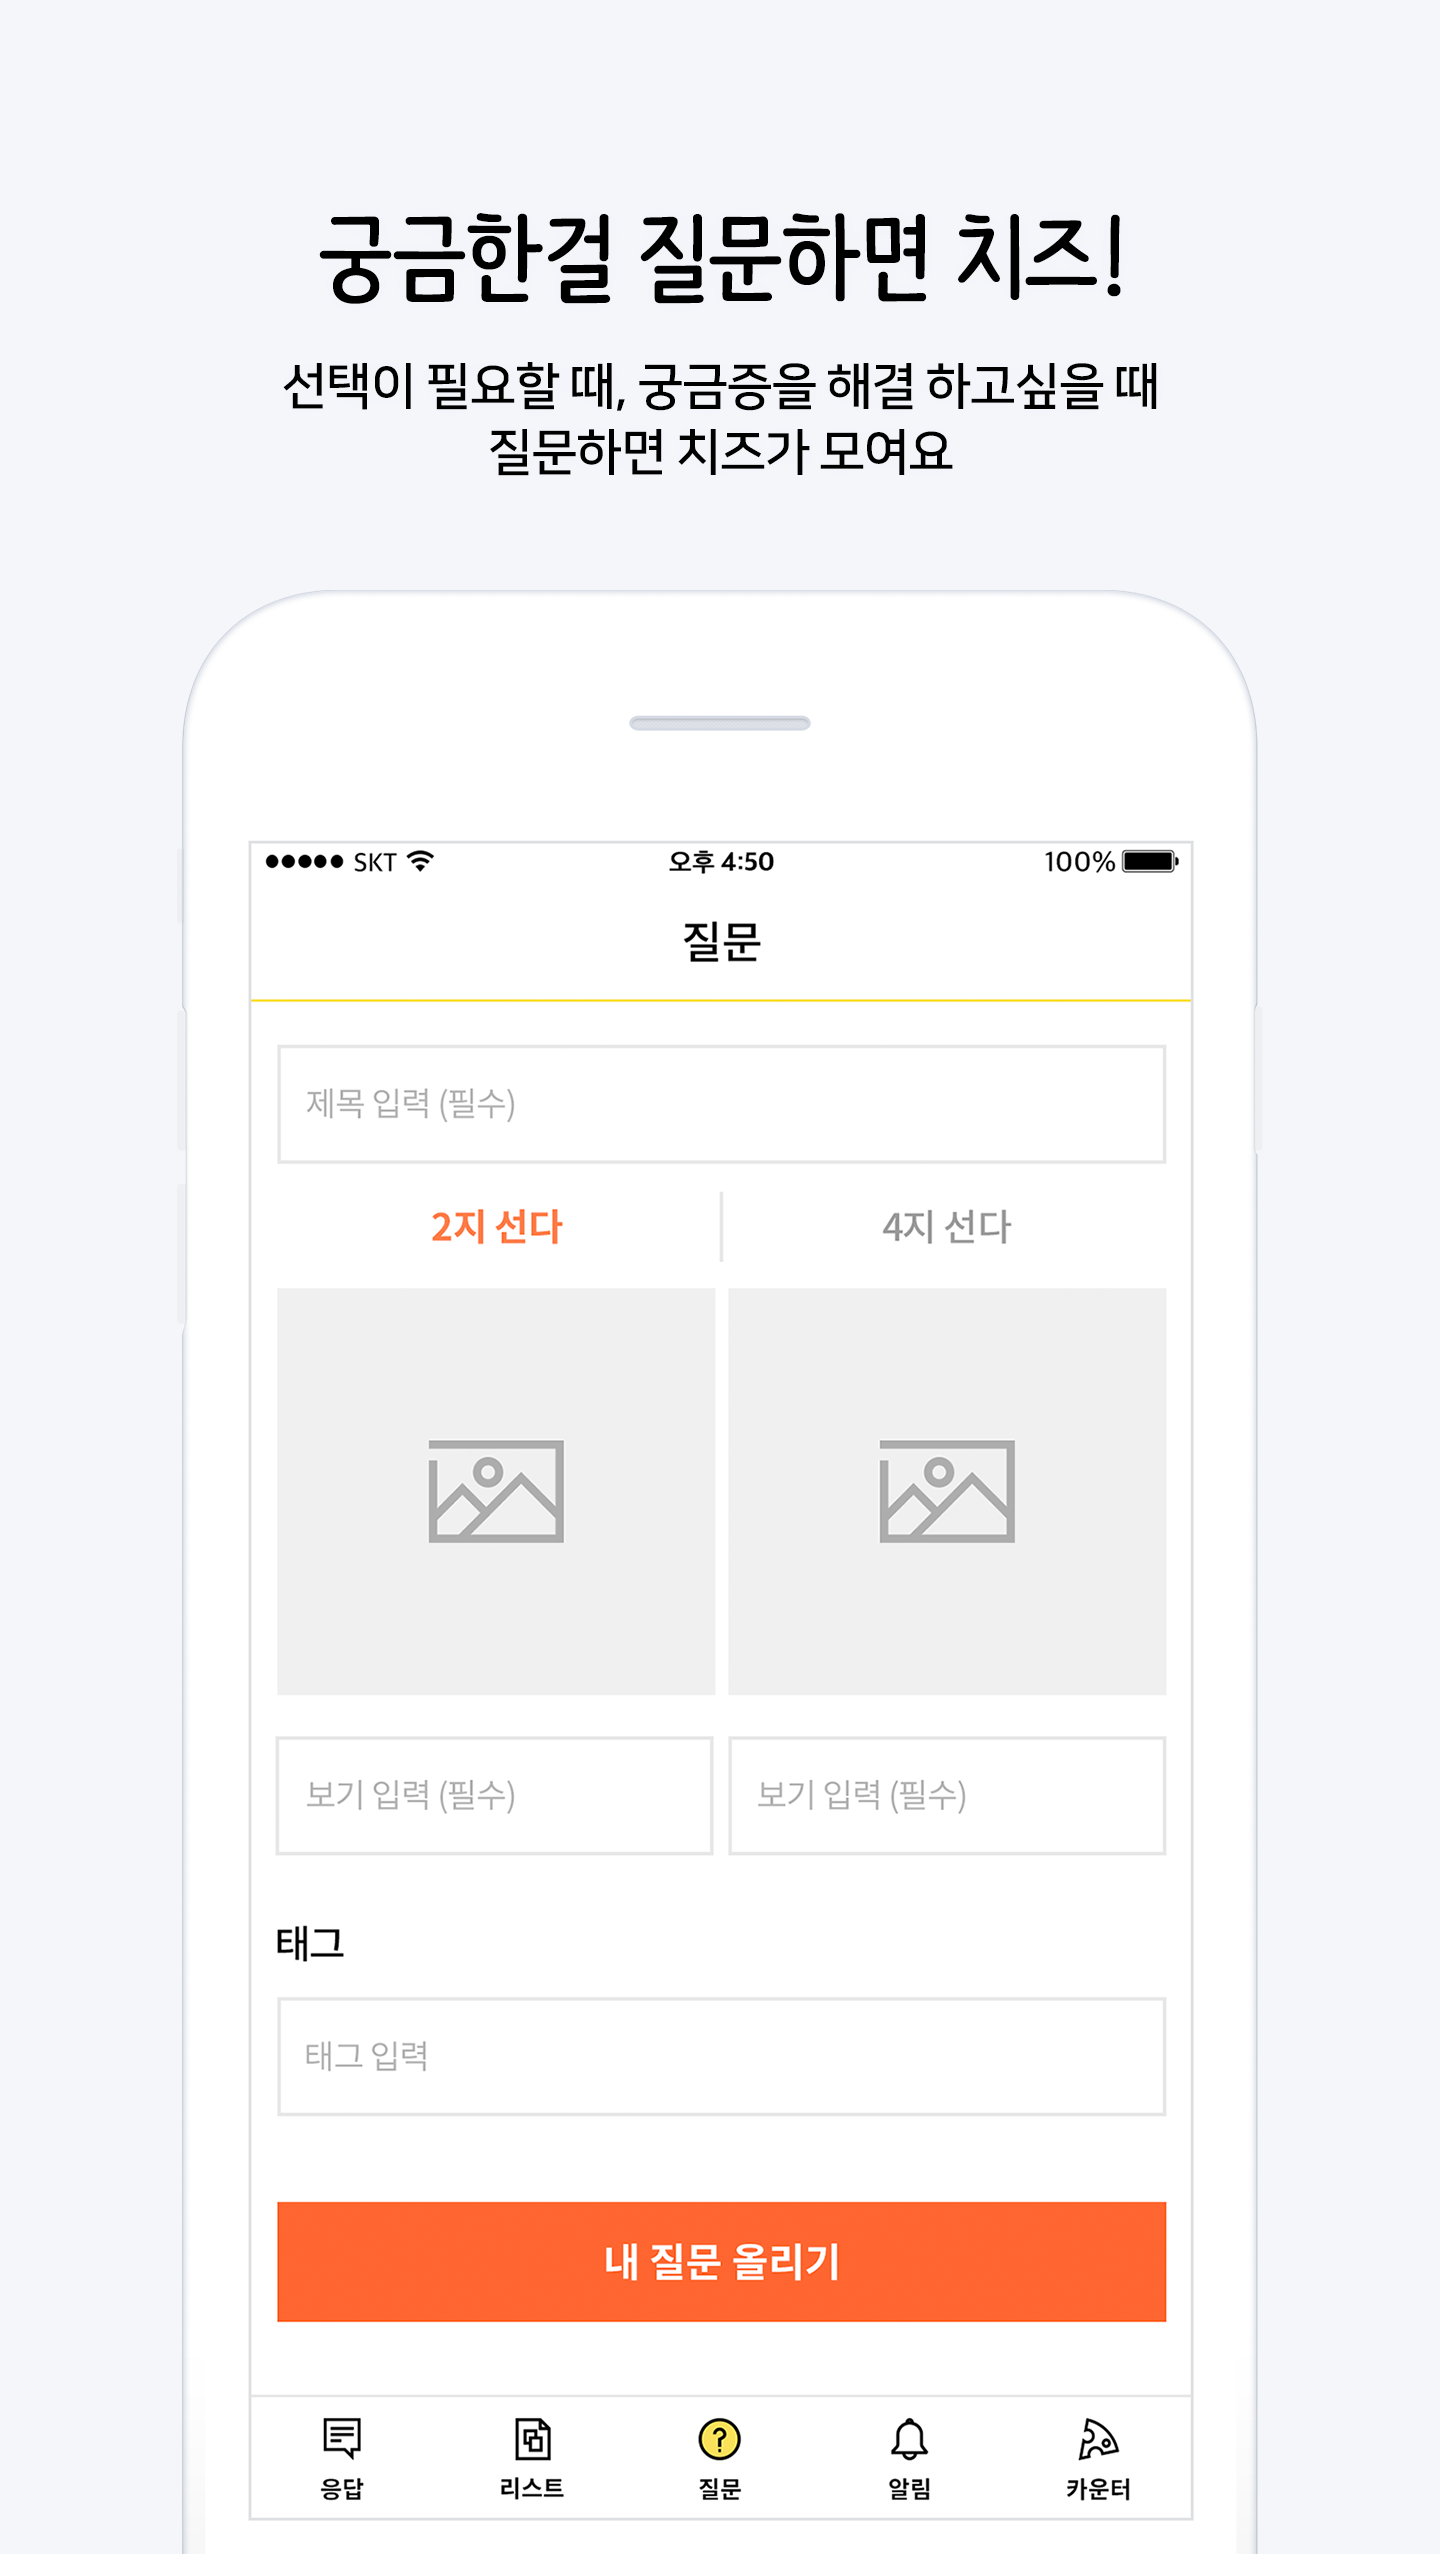 궁금한걸 질문하면 치즈!
선택이 필요할 때, 궁금증을 해결 하고싶을 때
질문하면 치즈가 모여요
SKT 오후 4:50 100%
질문
제목 입력 (필수)
2지 선다 4지 선다
보기 입력 (필수) 보기 입력 (필수)
태그
태그 입력
내 질문 올리기
응답 리스트 질문 알림 카운터